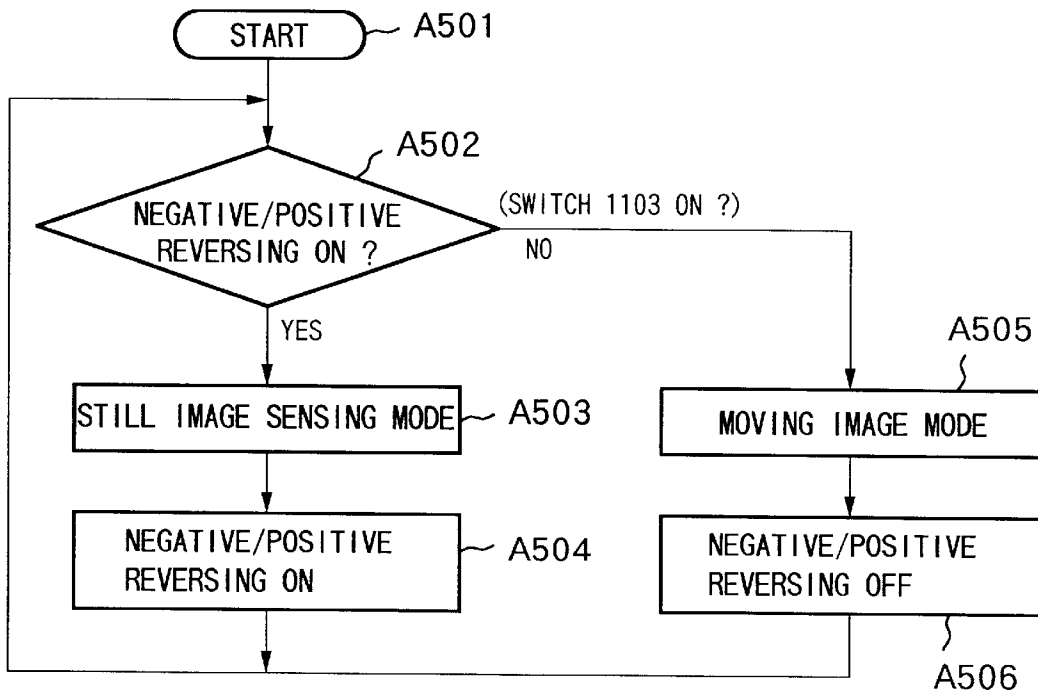 START
A501
A502
NEGATIVE/POSITIVE
REVERSING ON ?
(SWITCH 1103 ON ?)
NO
YES
STILL IMAGE SENSING MODE
A503
NEGATIVE/POSITIVE
REVERSING ON
A504
A505
MOVING IMAGE MODE
NEGATIVE/POSITIVE
REVERSING OFF
A506